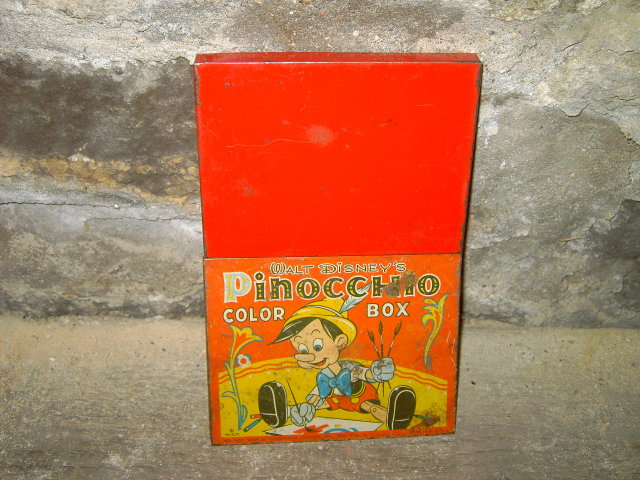 WALT DISNEY'S
PINOCCHIO
COLOR BOX